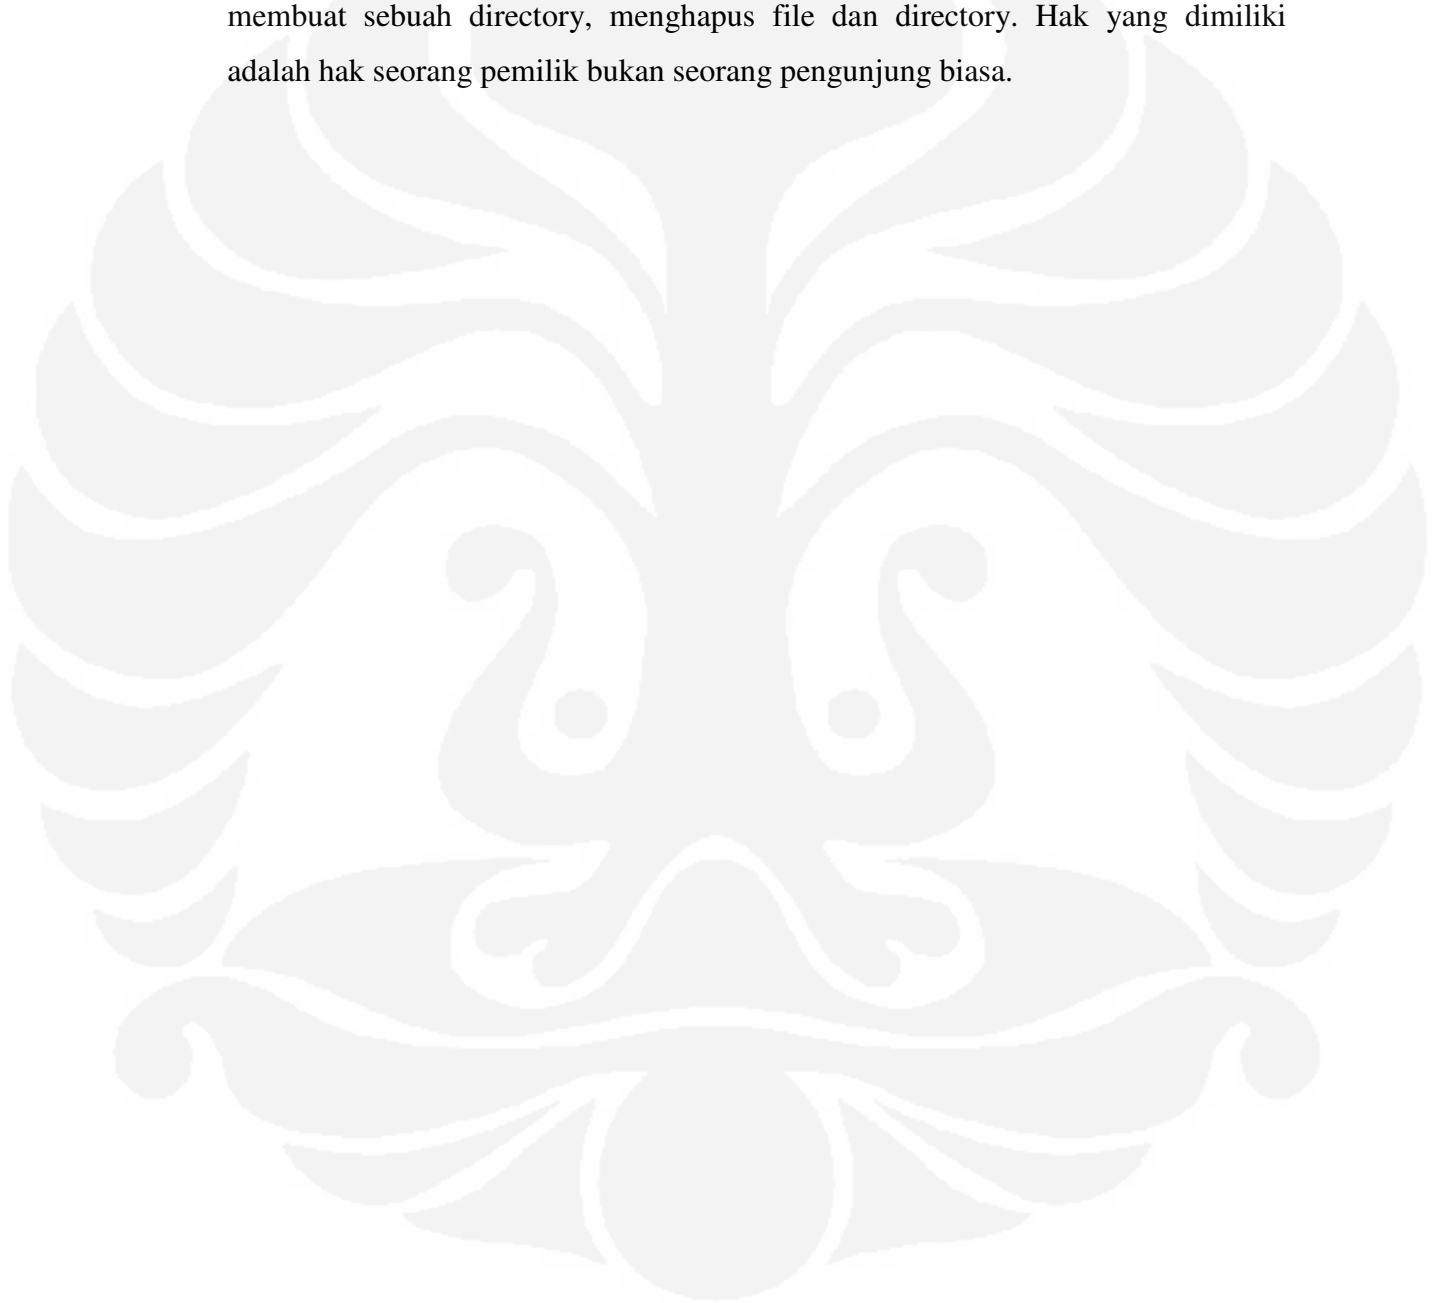 membuat sebuah directory, menghapus file dan directory. Hak yang dimiliki
adalah hak seorang pemilik bukan seorang pengunjung biasa.